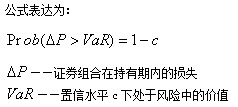 公式表达为：
Prob(ΔP > VaR) = 1 − c
ΔP −−证券组合在持有期内的损失
VaR −−置信水平 c 下处于风险中的价值